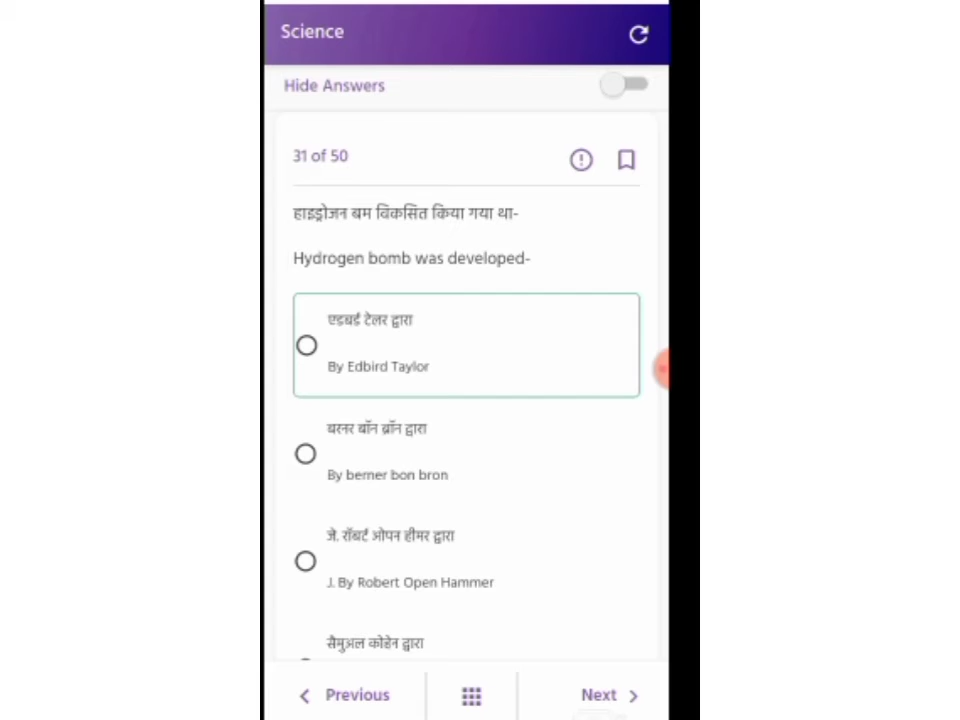 Science
Hide Answers
31 of 50
हाइड्रोजन बम विकसित किया गया था-
Hydrogen bomb was developed-
एडबर्ड टेलर द्वारा
By Edbird Taylor
बरनर बॉन ब्रॉन द्वारा
By berner bon bron
जे. रॉबर्ट ओपन हीमर द्वारा
J. By Robert Open Hammer
सैमुअल कोहेन द्वारा
Previous
Next